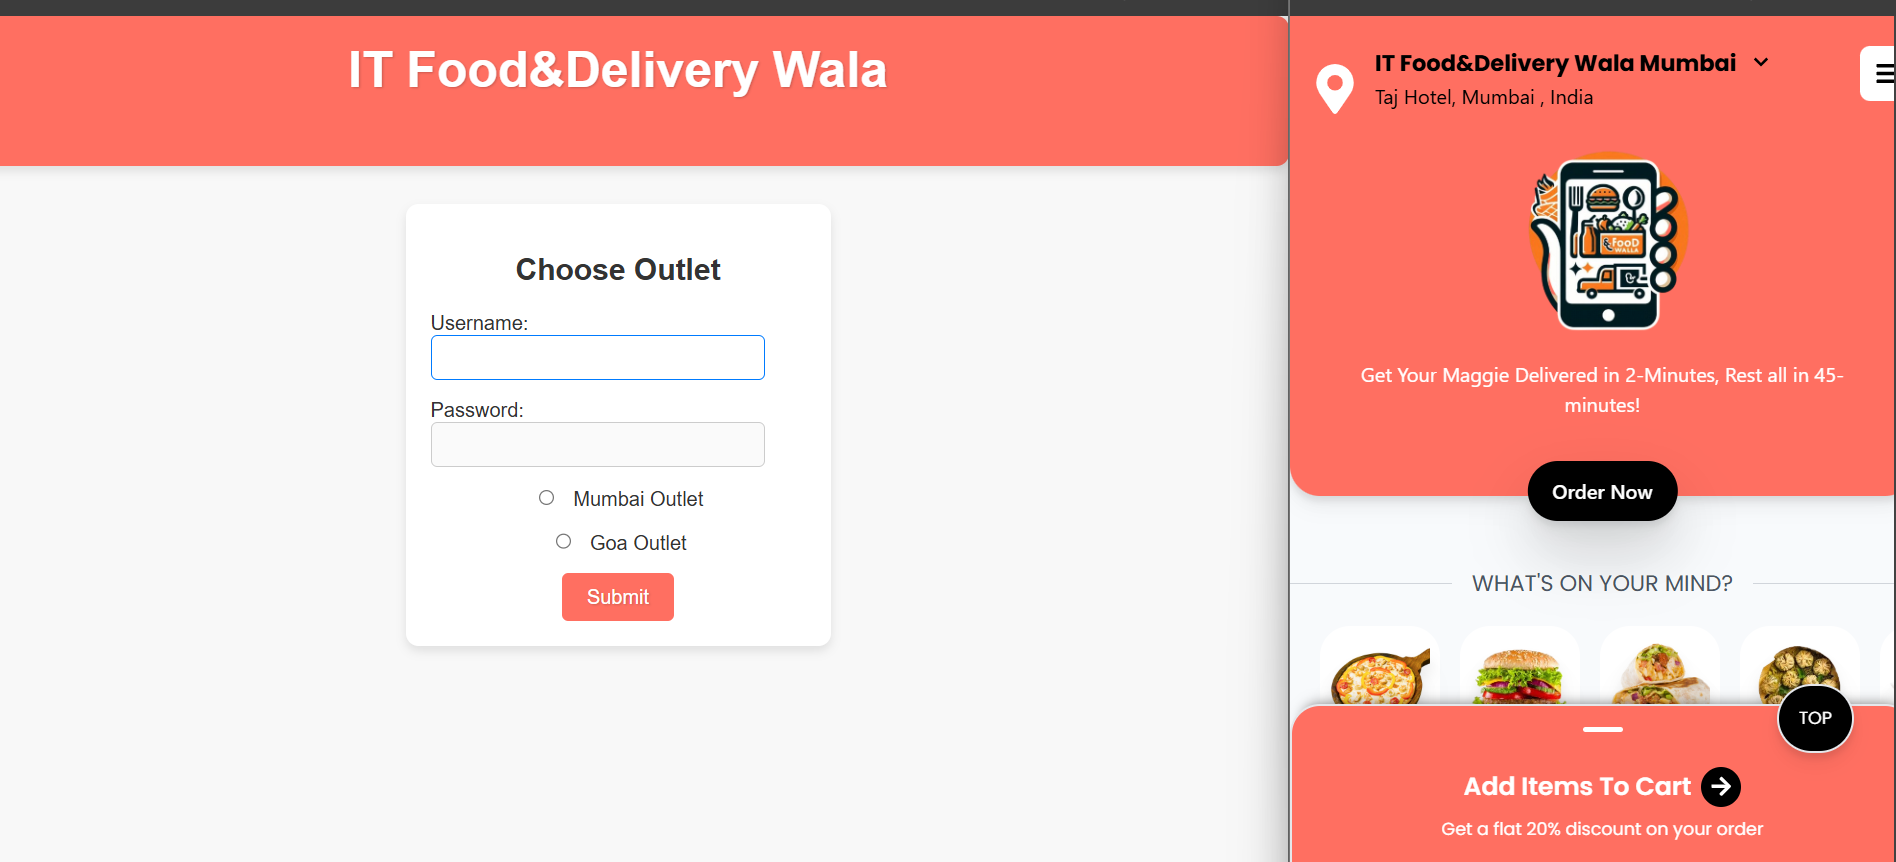 IT Food&Delivery Wala
Choose Outlet
Username:
Password:
Mumbai Outlet
Goa Outlet
Submit
IT Food&Delivery Wala Mumbai
Taj Hotel, Mumbai , India
& FooD
WALLA
Get Your Maggie Delivered in 2-Minutes, Rest all in 45-
minutes!
Order Now
WHAT'S ON YOUR MIND?
TOP
Add Items To Cart
Get a flat 20% discount on your order